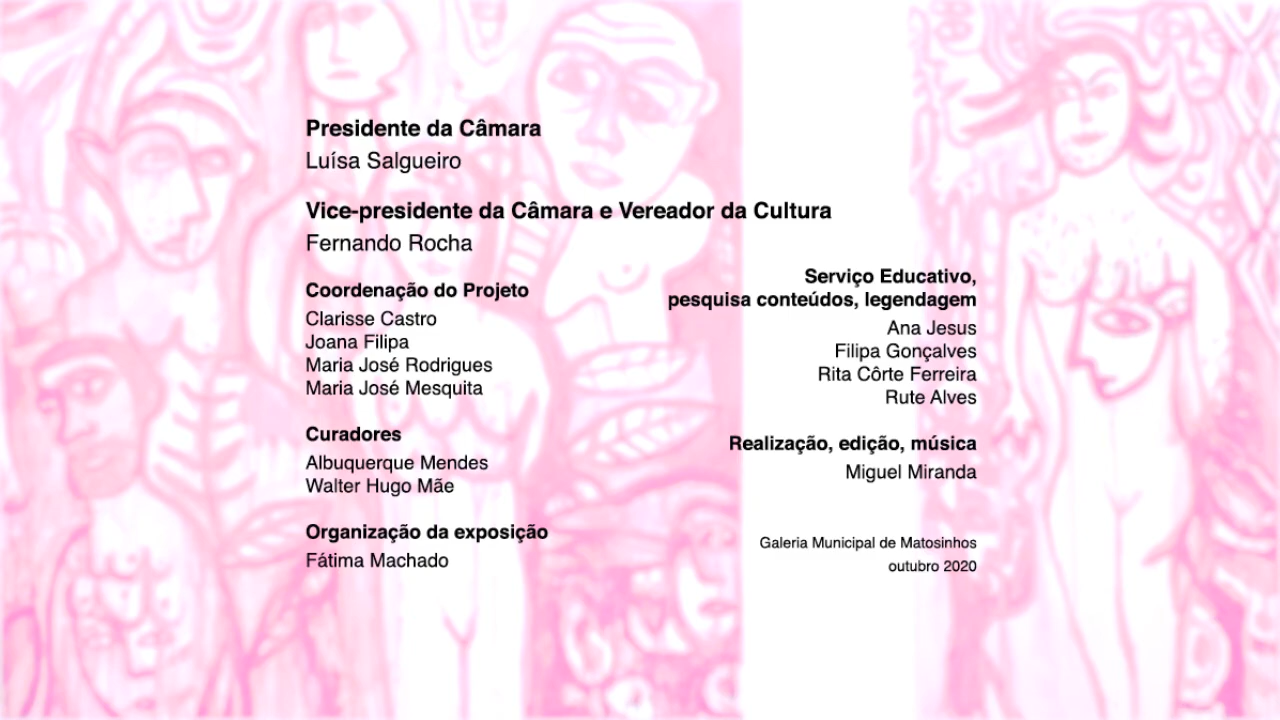 Presidente da Câmara
Luísa Salgueiro
Vice-presidente da Câmara e Vereador da Cultura
Fernando Rocha
Coordenação do Projeto
Clarisse Castro
Joana Filipa
Maria José Rodrigues
Maria José Mesquita
Curadores
Albuquerque Mendes
Walter Hugo Mãe
Organização da exposição
Fátima Machado
Serviço Educativo,
pesquisa conteúdos, legendagem
Ana Jesus
Filipa Gonçalves
Rita Côrte Ferreira
Rute Alves
Realização, edição, música
Miguel Miranda
Galeria Municipal de Matosinhos
outubro 2020